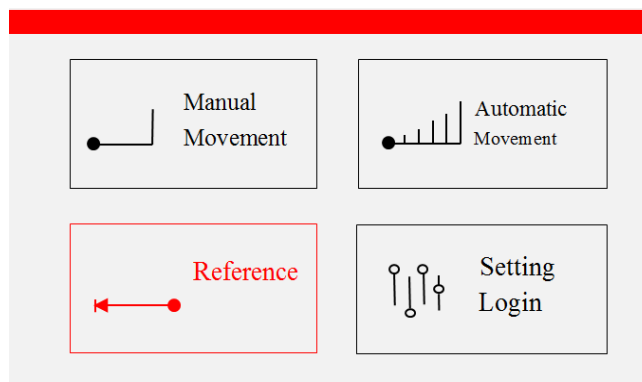 Manual
Movement
Automatic
Movement
Reference
Setting
Login